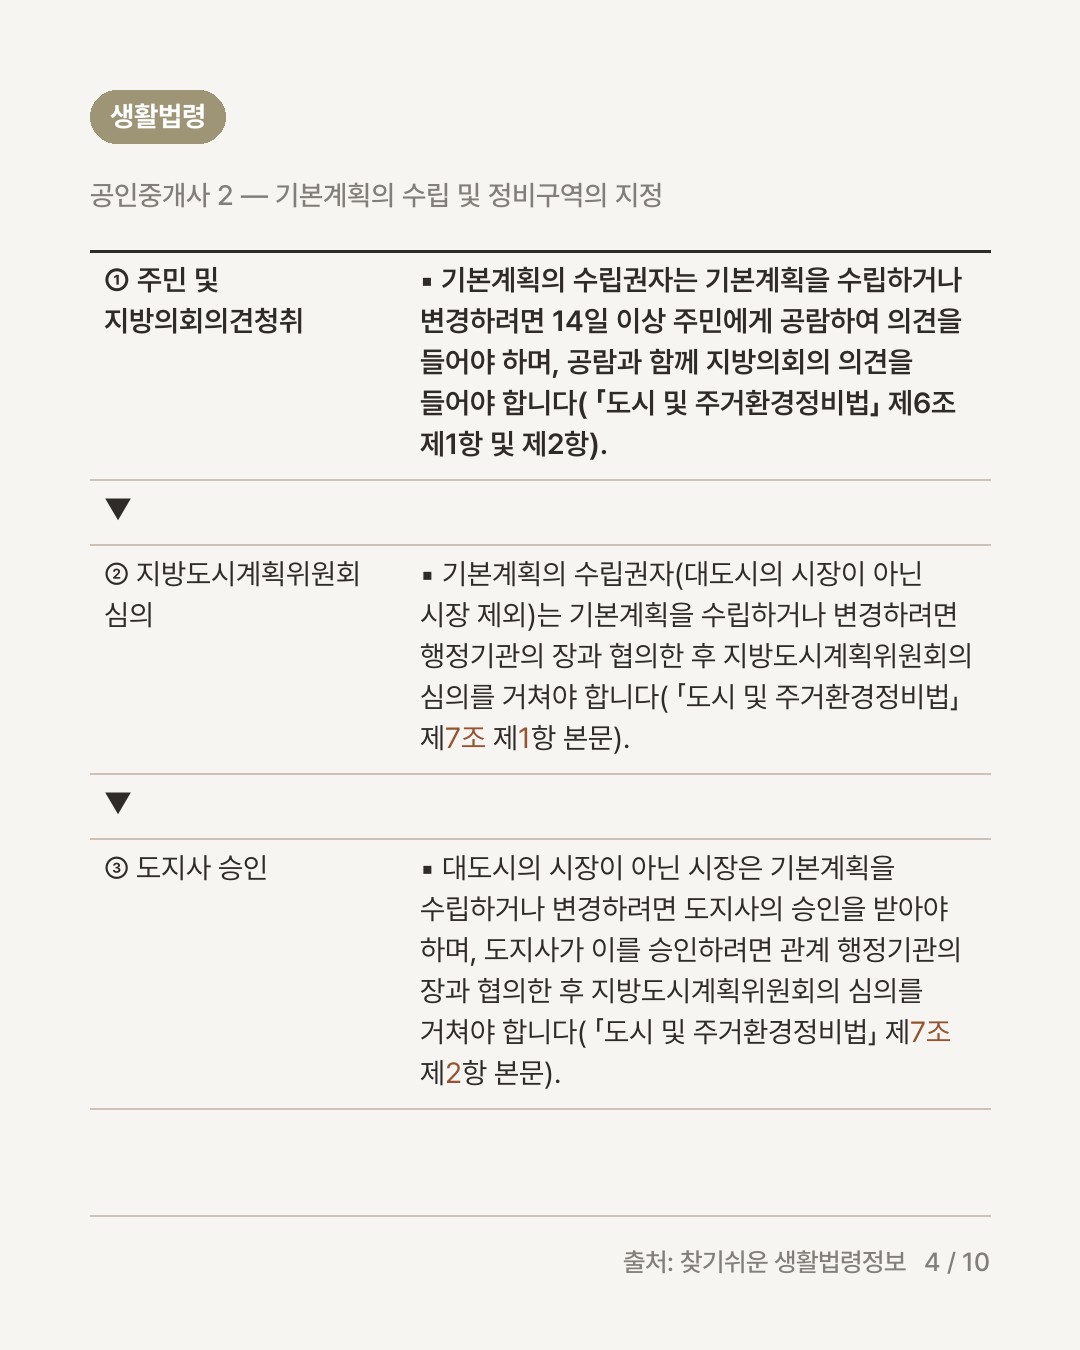 생활법령
공인중개사 2 — 기본계획의 수립 및 정비구역의 지정
① 주민 및
지방의회의견청취
▪ 기본계획의 수립권자는 기본계획을 수립하거나
변경하려면 14일 이상 주민에게 공람하여 의견을
들어야 하며, 공람과 함께 지방의회의 의견을
들어야 합니다(「도시 및 주거환경정비법」 제6조
제1항 및 제2항).
▼
② 지방도시계획위원회
심의
▪ 기본계획의 수립권자(대도시의 시장이 아닌
시장 제외)는 기본계획을 수립하거나 변경하려면
행정기관의 장과 협의한 후 지방도시계획위원회의
심의를 거쳐야 합니다(「도시 및 주거환경정비법」
제7조 제1항 본문).
▼
③ 도지사 승인
▪ 대도시의 시장이 아닌 시장은 기본계획을
수립하거나 변경하려면 도지사의 승인을 받아야
하며, 도지사가 이를 승인하려면 관계 행정기관의
장과 협의한 후 지방도시계획위원회의 심의를
거쳐야 합니다(「도시 및 주거환경정비법」 제7조
제2항 본문).
출처: 찾기쉬운 생활법령정보 4 / 10